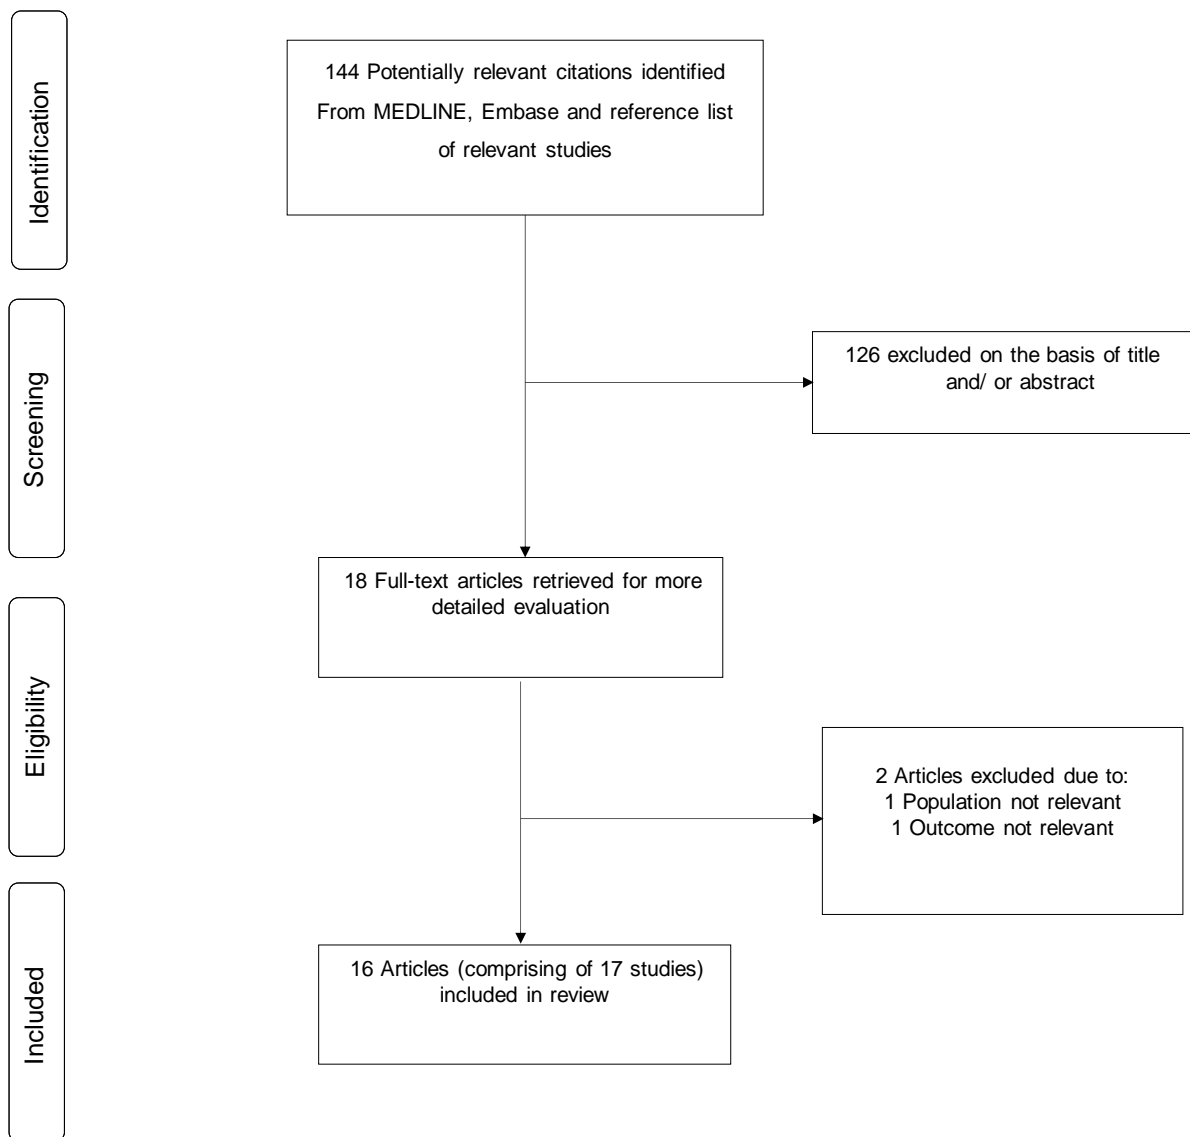 Identification
144 Potentially relevant citations identified
From MEDLINE, Embase and reference list
of relevant studies
Screening
126 excluded on the basis of title
and/ or abstract
18 Full-text articles retrieved for more
detailed evaluation
Eligibility
2 Articles excluded due to:
1 Population not relevant
1 Outcome not relevant
Included
16 Articles (comprising of 17 studies)
included in review